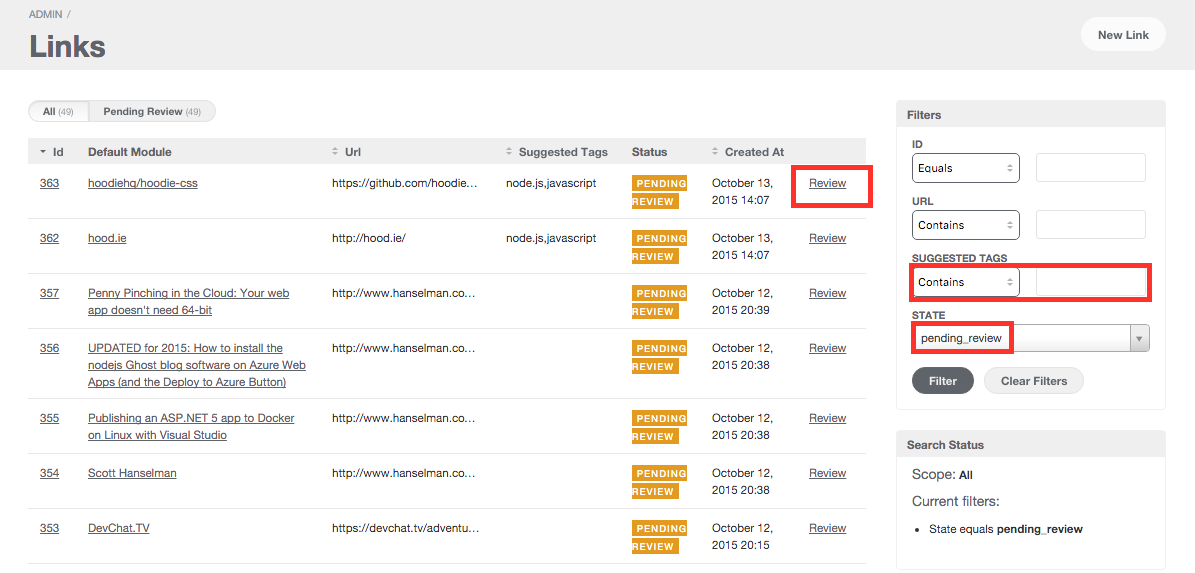 ADMIN /
Links
New Link
All (49)
Pending Review (49)
Id
Default Module
Url
Suggested Tags
Status
Created At
363
hoodiehq/hoodie-css
https://github.com/hoodie...
node.js,javascript
PENDING
REVIEW
October 13,
2015 14:07
Review
362
hood.ie
http://hood.ie/
node.js,javascript
PENDING
REVIEW
October 13,
2015 14:07
Review
357
Penny Pinching in the Cloud: Your web
app doesn't need 64-bit
http://www.hanselman.co...
PENDING
REVIEW
October 12,
2015 20:39
Review
356
UPDATED for 2015: How to install the
nodejs Ghost blog software on Azure Web
Apps (and the Deploy to Azure Button)
http://www.hanselman.co...
PENDING
REVIEW
October 12,
2015 20:38
Review
355
Publishing an ASP.NET 5 app to Docker
on Linux with Visual Studio
http://www.hanselman.co...
PENDING
REVIEW
October 12,
2015 20:38
Review
354
Scott Hanselman
http://www.hanselman.co...
PENDING
REVIEW
October 12,
2015 20:38
Review
353
DevChat.TV
https://devchat.tv/adventu...
PENDING
REVIEW
October 12,
2015 20:15
Review
Filters
ID
Equals
URL
Contains
SUGGESTED TAGS
Contains
STATE
pending_review
Filter
Clear Filters
Search Status
Scope: All
Current filters:
• State equals pending_review